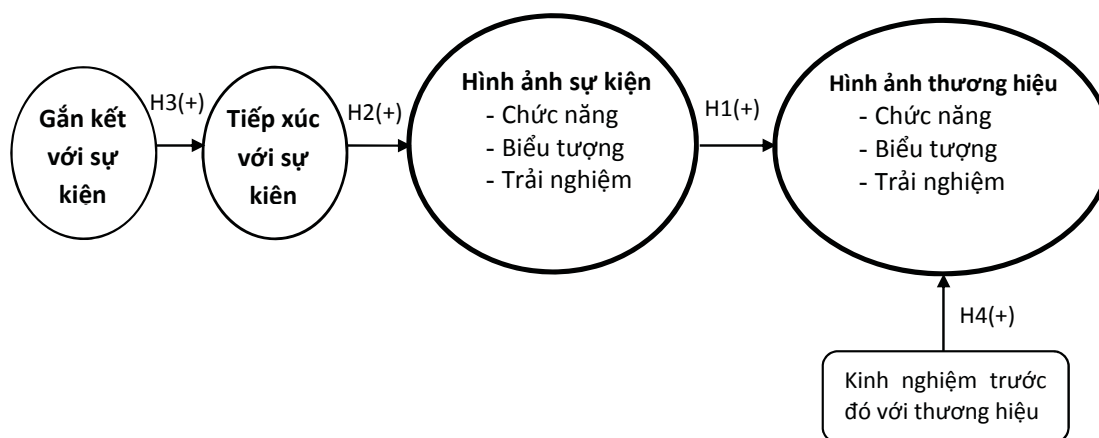 Gắn kết
với sự
kiện
H3(+)
Tiếp xúc
với sự
kiên
H2(+)
Hình ảnh sự kiện
- Chức năng
- Biểu tượng
- Trải nghiệm
H1(+)
Hình ảnh thương hiệu
- Chức năng
- Biểu tượng
- Trải nghiệm
H4(+)
Kinh nghiệm trước
đó với thương hiệu